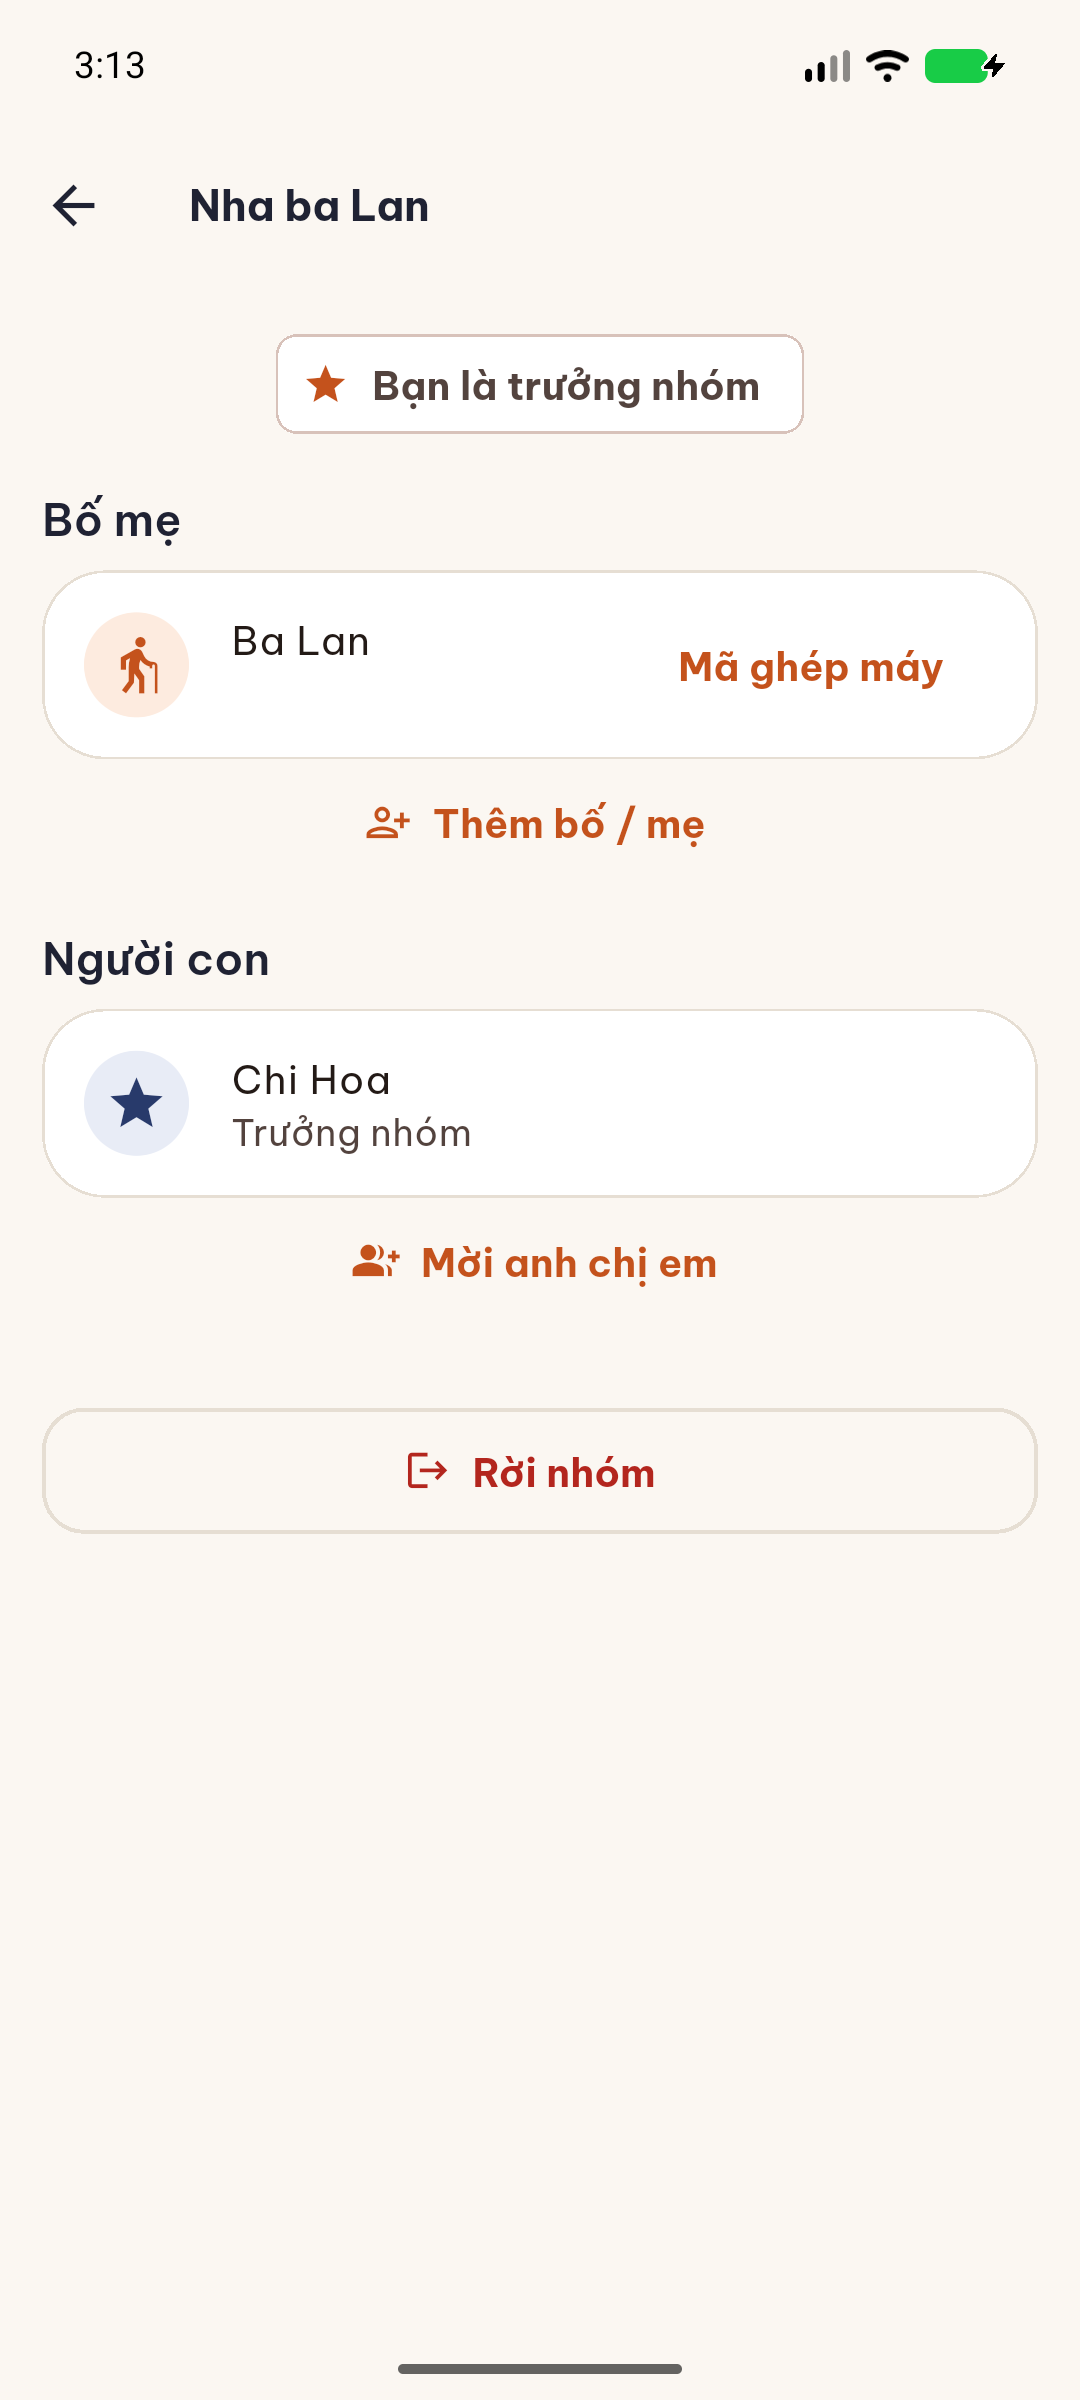 3:13
Nha ba Lan
Bạn là trưởng nhóm
Bố mẹ
Ba Lan
Mã ghép máy
Thêm bố / mẹ
Người con
Chi Hoa
Trưởng nhóm
Mời anh chị em
Rời nhóm